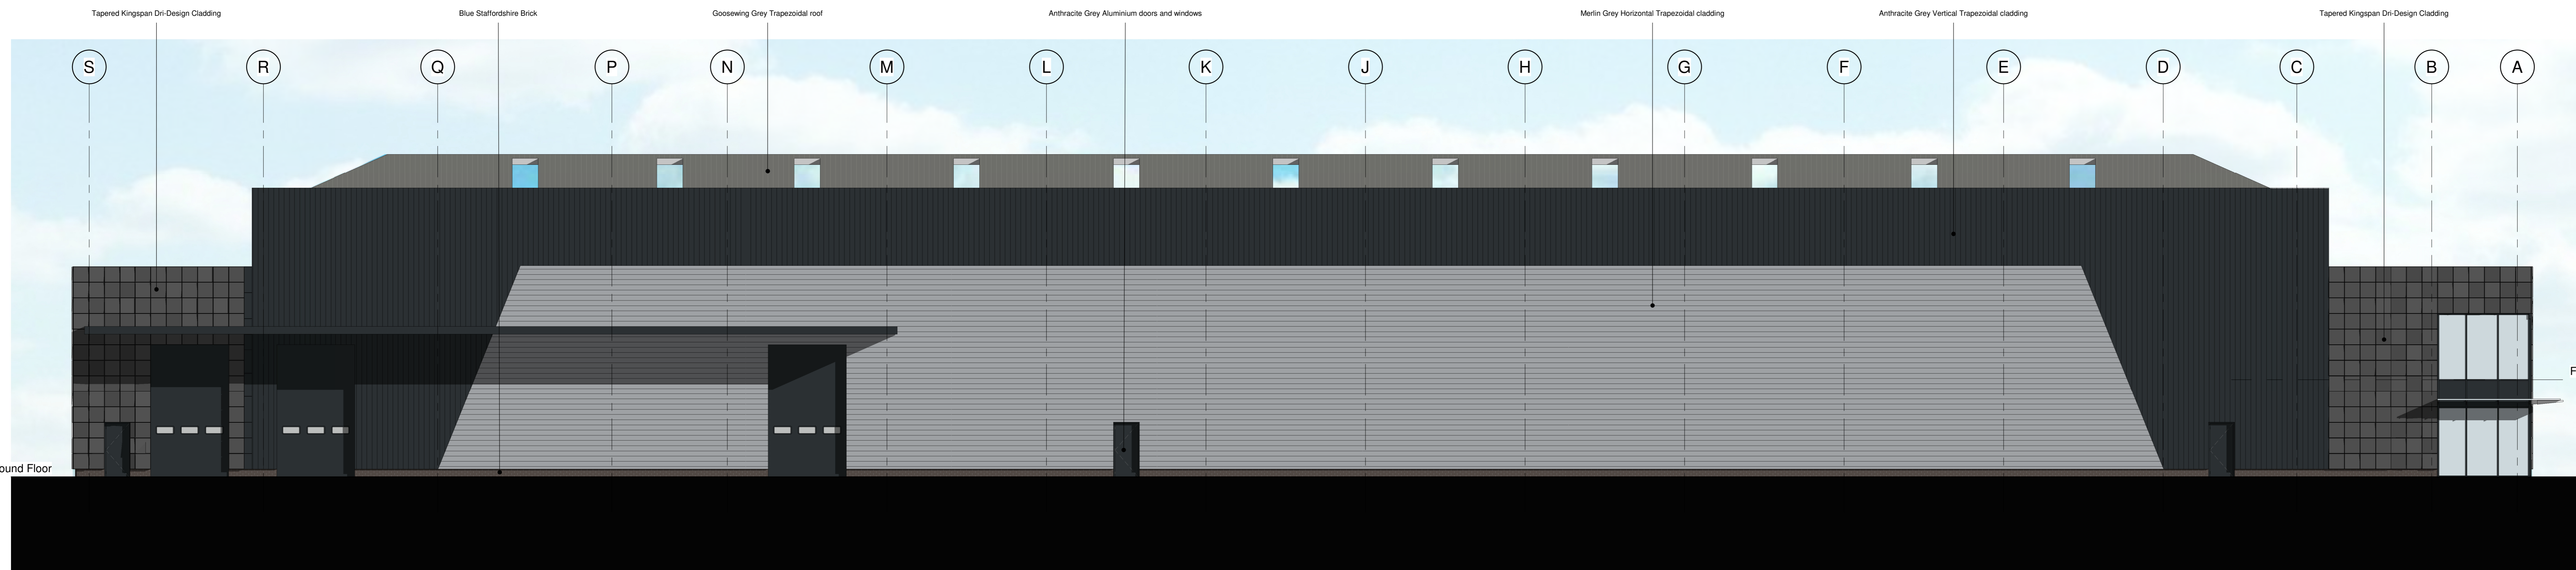 Tapered Kingspan Dri-Design Cladding
Blue Staffordshire Brick
Goosewing Grey Trapezoidal roof
Anthracite Grey Aluminium doors and windows
Merlin Grey Horizontal Trapezoidal cladding
Anthracite Grey Vertical Trapezoidal cladding
Tapered Kingspan Dri-Design Cladding
S R Q P N M L K J H G F E D C B A
F
ound Floor